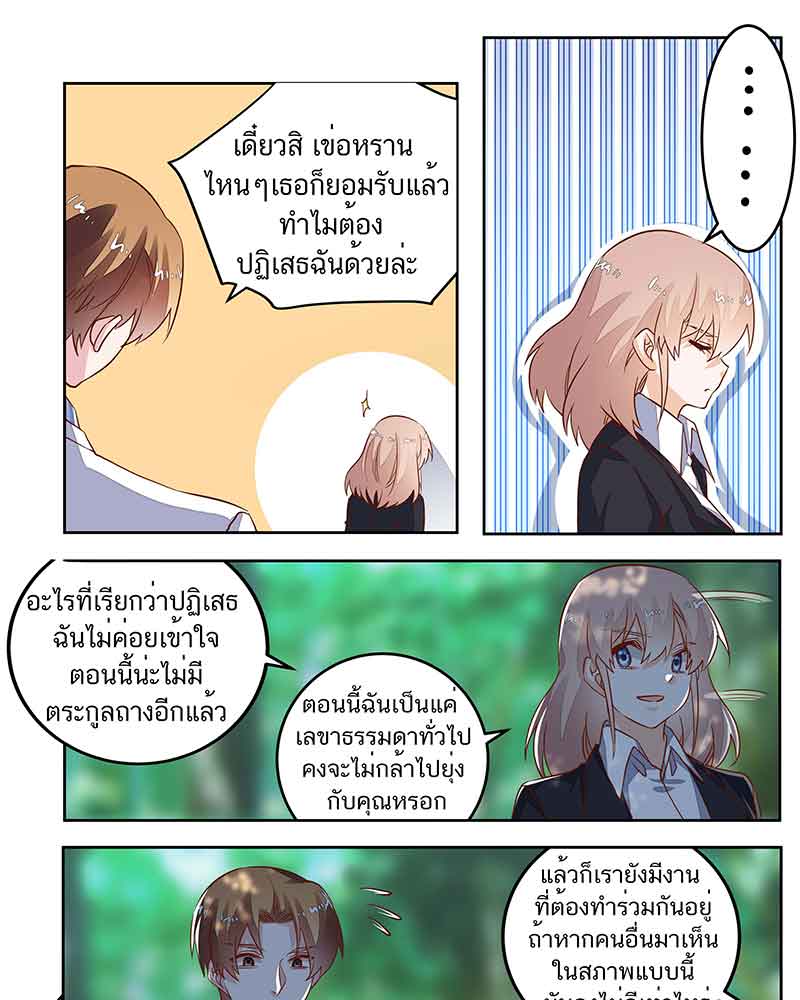 เดี๋ยวสิ เข่อหราน
ไหนๆเธอก็ยอมรับแล้ว
ทำไมต้อง
ปฏิเสธฉันด้วยล่ะ
......
อะไรที่เรียกว่าปฏิเสธ
ฉันไม่ค่อยเข้าใจ
ตอนนี้น่ะไม่มี
ตระกูลถางอีกแล้ว
ตอนนี้ฉันเป็นแค่
เลขาธรรมดาทั่วไป
คงจะไม่กล้าไปยุ่ง
กับคุณหรอก
แล้วก็เรายังมีงาน
ที่ต้องทำร่วมกันอยู่
ถ้าหากคนอื่นมาเห็น
ในสภาพแบบนี้